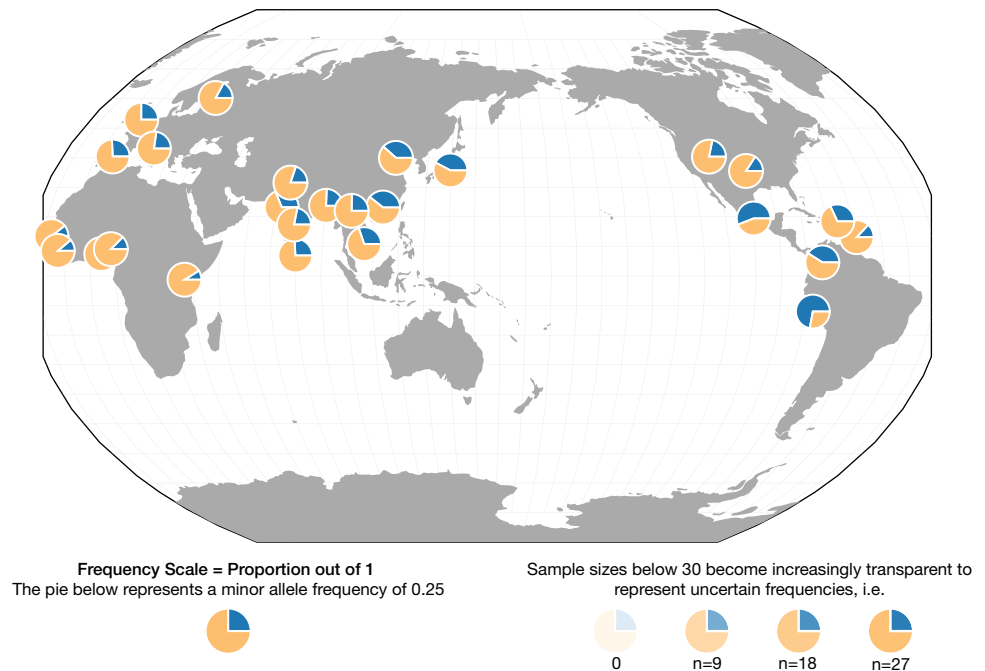 Frequency Scale = Proportion out of 1
The pie below represents a minor allele frequency of 0.25
Sample sizes below 30 become increasingly transparent to
represent uncertain frequencies, i.e.
0
n=9
n=18
n=27